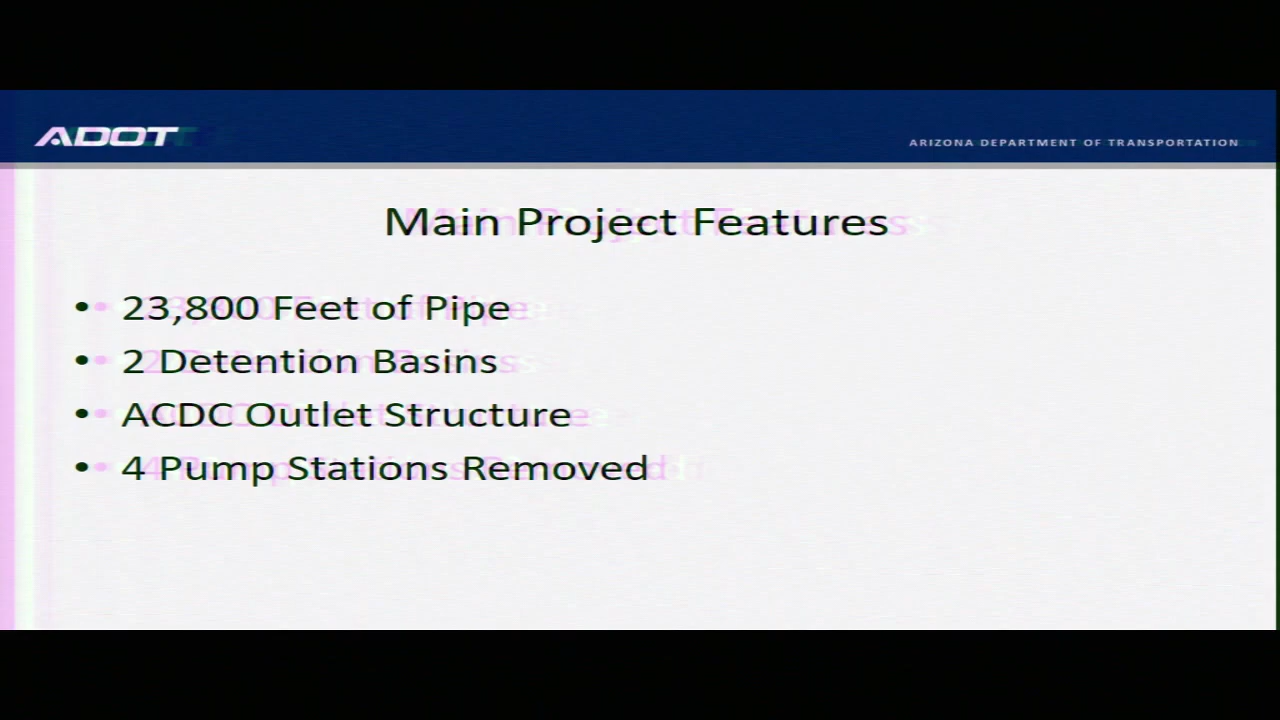 ADOT
ARIZONA DEPARTMENT OF TRANSPORTATION
Main Project Features
• 23,800 Feet of Pipe
• 2 Detention Basins
• ACDC Outlet Structure
• 4 Pump Stations Removed